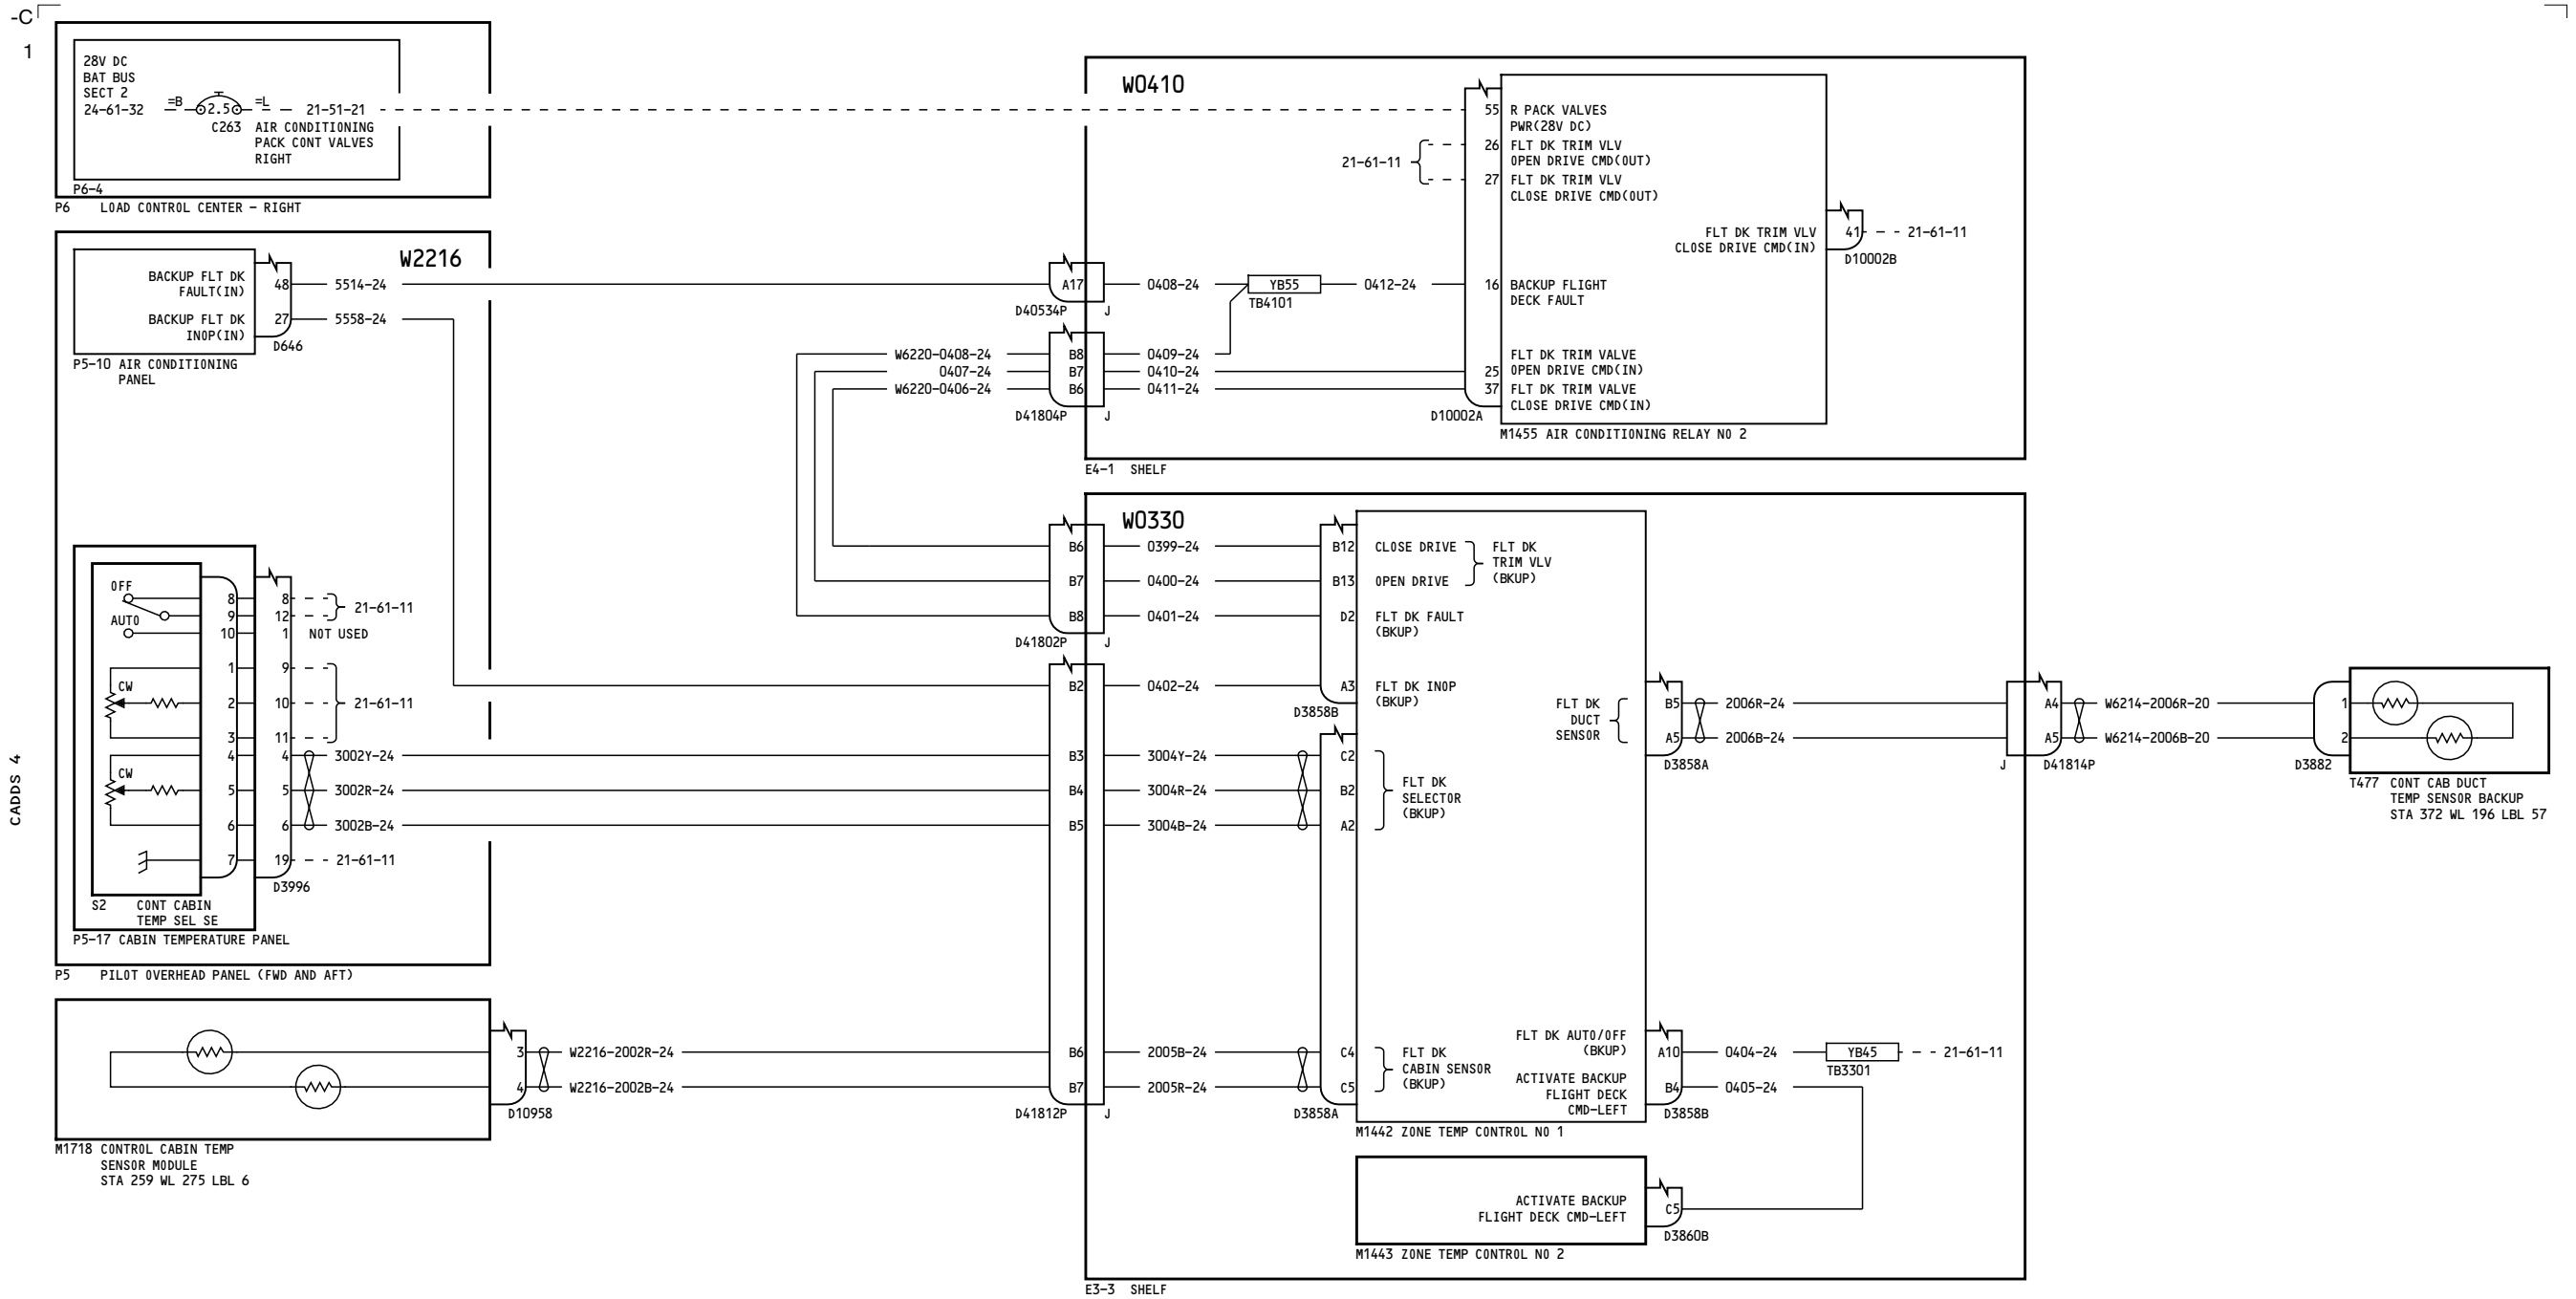 -C
1
CADDS 4
28V DC
BAT BUS
SECT 2
24-61-32
=B
2.5
=L
21-51-21
C263
AIR CONDITIONING
PACK CONT VALVES
RIGHT
P6-4
P6 LOAD CONTROL CENTER - RIGHT
W2216
BACKUP FLT DK
FAULT(IN)
48
5514-24
BACKUP FLT DK
INOP(IN)
27
5558-24
D646
P5-10 AIR CONDITIONING
PANEL
OFF
AUTO
8
9
10
1
2
3
4
5
6
7
CW
CW
8
12
1
9
10
11
4
5
6
19
21-61-11
NOT USED
21-61-11
3002Y-24
3002R-24
3002B-24
21-61-11
D3996
S2 CONT CABIN
TEMP SEL SE
P5-17 CABIN TEMPERATURE PANEL
P5 PILOT OVERHEAD PANEL (FWD AND AFT)
3
W2216-2002R-24
4
W2216-2002B-24
D10958
M1718 CONTROL CABIN TEMP
SENSOR MODULE
STA 259 WL 275 LBL 6
W0410
55
R PACK VALVES
PWR(28V DC)
21-61-11
26
FLT DK TRIM VLV
OPEN DRIVE CMD(OUT)
27
FLT DK TRIM VLV
CLOSE DRIVE CMD(OUT)
FLT DK TRIM VLV
CLOSE DRIVE CMD(IN)
41
21-61-11
D10002B
A17
0408-24
YB55
0412-24
16
BACKUP FLIGHT
DECK FAULT
TB4101
D40534P
J
W6220-0408-24
B8
0409-24
0407-24
B7
0410-24
25
FLT DK TRIM VALVE
OPEN DRIVE CMD(IN)
W6220-0406-24
B6
0411-24
37
FLT DK TRIM VALVE
CLOSE DRIVE CMD(IN)
D41804P
J
D10002A
M1455 AIR CONDITIONING RELAY NO 2
E4-1 SHELF
W0330
B6
0399-24
B12
CLOSE DRIVE
B7
0400-24
B13
OPEN DRIVE
FLT DK
TRIM VLV
(BKUP)
B8
0401-24
D2
FLT DK FAULT
(BKUP)
D41802P
J
B2
0402-24
A3
FLT DK INOP
(BKUP)
D3858B
B3
3004Y-24
C2
B4
3004R-24
B2
B5
3004B-24
A2
FLT DK
SELECTOR
(BKUP)
FLT DK
DUCT
SENSOR
B5
2006R-24
A5
2006B-24
D3858A
J
A4
W6214-2006R-20
A5
W6214-2006B-20
D41814P
1
2
D3882
T477 CONT CAB DUCT
TEMP SENSOR BACKUP
STA 372 WL 196 LBL 57
B6
2005B-24
C4
B7
2005R-24
C5
FLT DK
CABIN SENSOR
(BKUP)
D41812P
J
D3858A
FLT DK AUTO/OFF
(BKUP)
A10
0404-24
YB45
21-61-11
TB3301
ACTIVATE BACKUP
FLIGHT DECK
CMD-LEFT
B4
0405-24
D3858B
M1442 ZONE TEMP CONTROL NO 1
ACTIVATE BACKUP
FLIGHT DECK CMD-LEFT
C5
D3860B
M1443 ZONE TEMP CONTROL NO 2
E3-3 SHELF